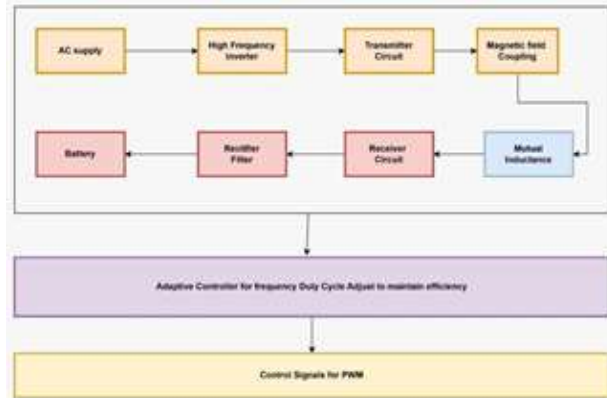 AC supply
High Frequency
Inverter
Transmitter
Circuit
Magnetic field
Coupling
Battery
Rectifier
Filter
Receiver
Circuit
Mutual
Inductance
Adaptive Controller for frequency Duty Cycle Adjust to maintain efficiency
Control Signals for PWM